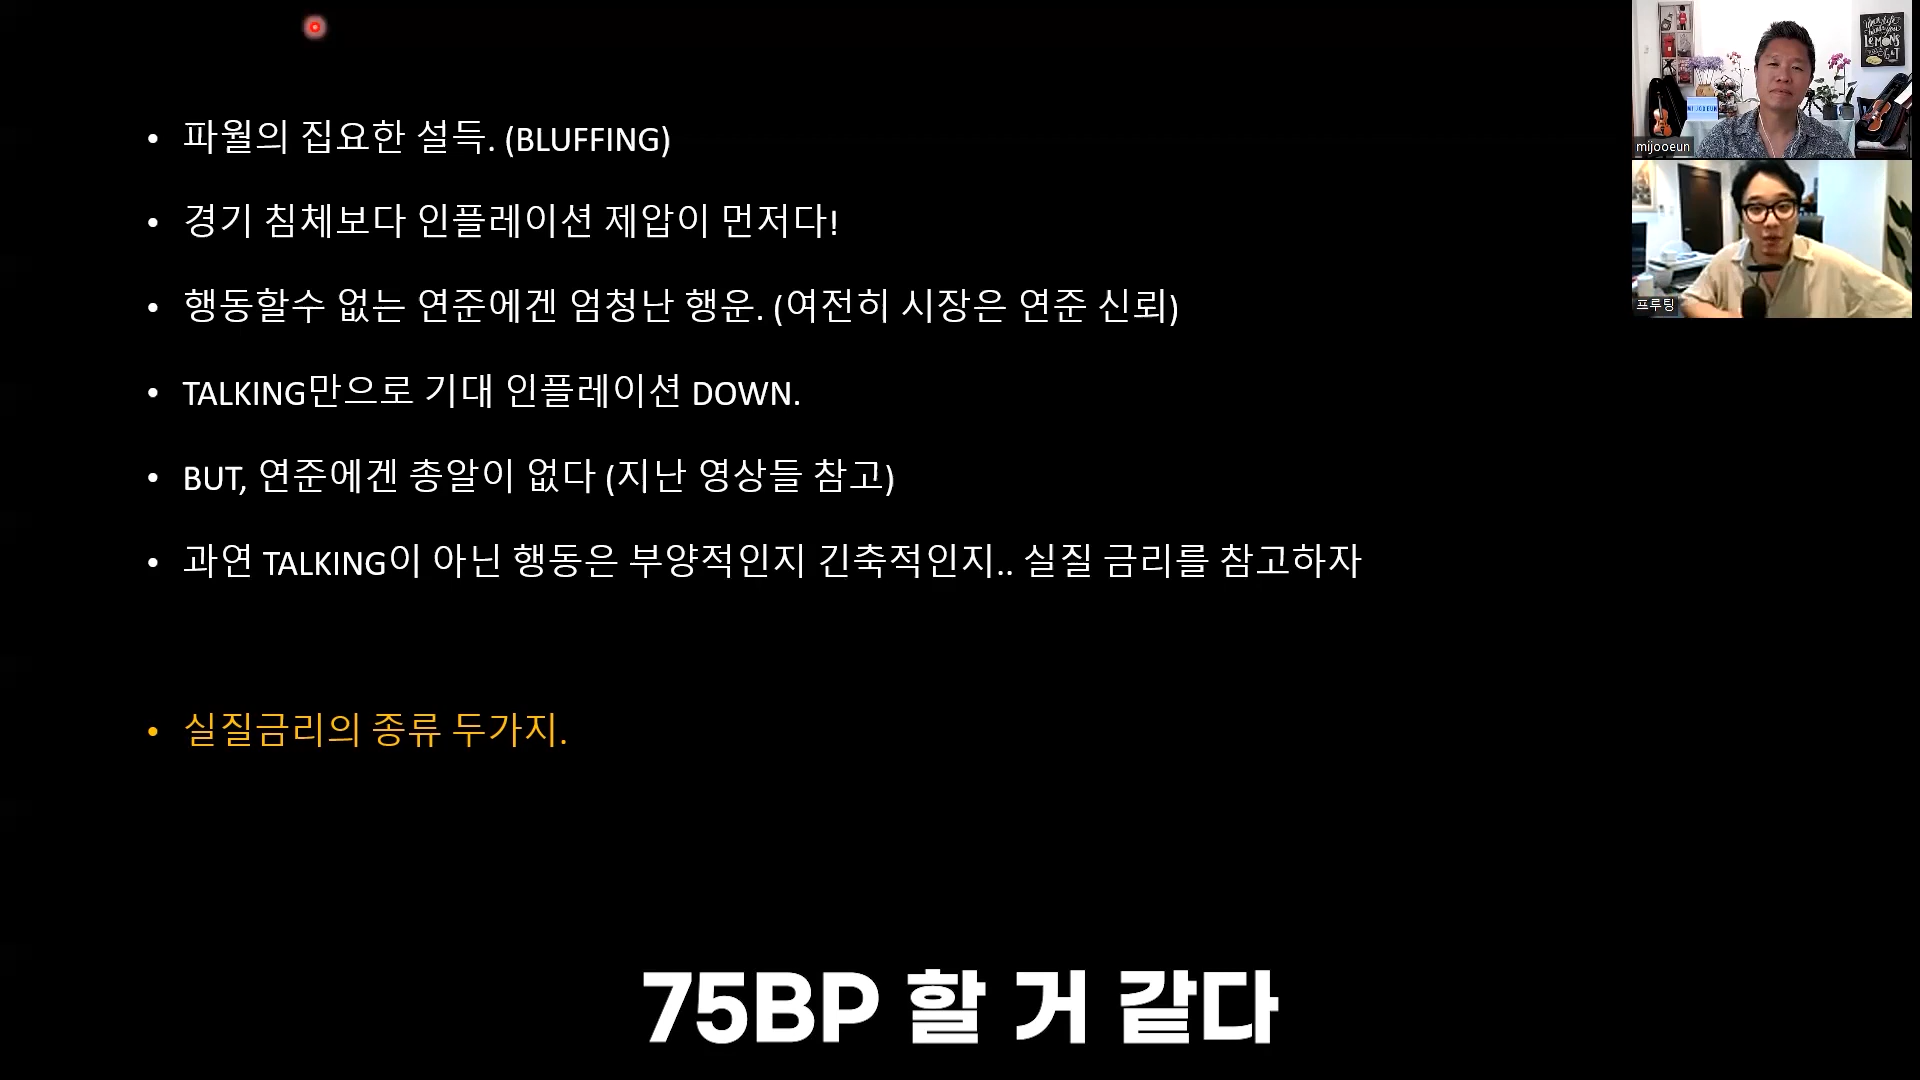 • 파월의 집요한 설득. (BLUFFING)
• 경기 침체보다 인플레이션 제압이 먼저다!
• 행동할수 없는 연준에겐 엄청난 행운. (여전히 시장은 연준 신뢰)
• TALKING만으로 기대 인플레이션 DOWN.
• BUT, 연준에겐 총알이 없다 (지난 영상들 참고)
• 과연 TALKING이 아닌 행동은 부양적인지 긴축적인지.. 실질 금리를 참고하자
• 실질금리의 종류 두가지.
75BP 할 거 같다
LEMONS
MIJOOEUN
mijooeun
프루팅